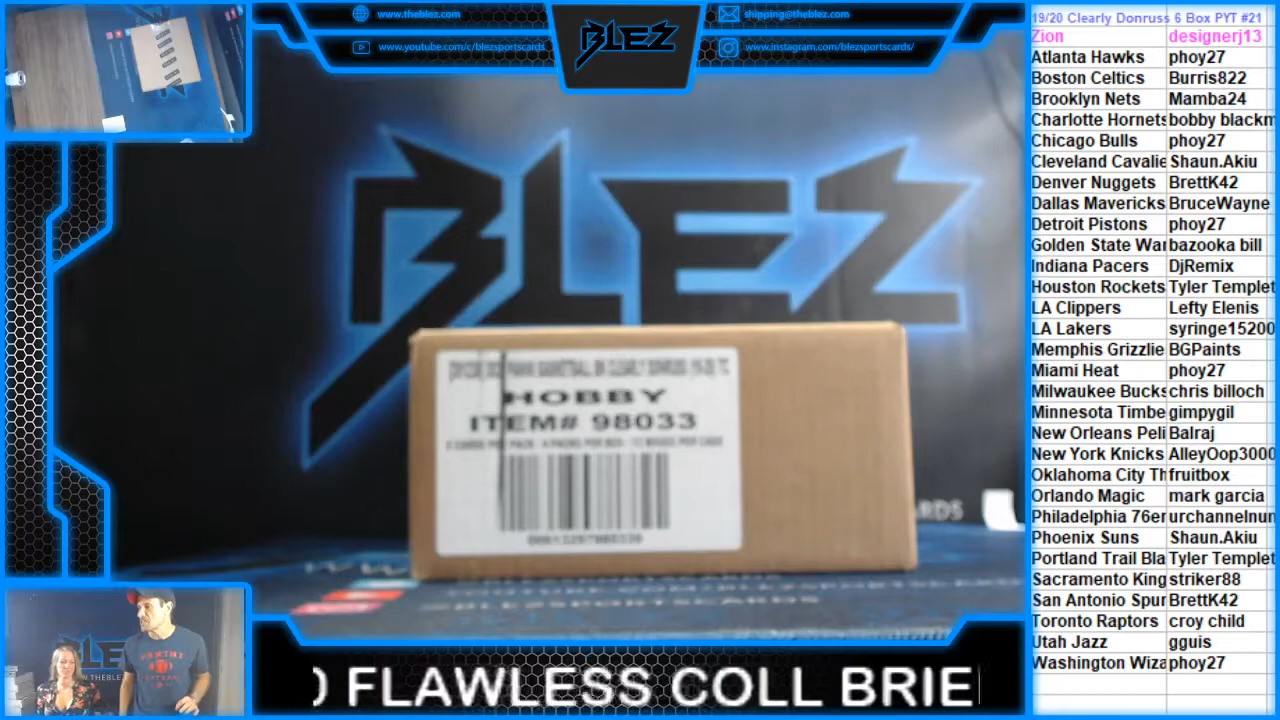 www.theblez.com
www.youtube.com/c/blezsportscards
BLEZ
shipping@theblez.com
www.instagram.com/blezsportscards/
BLEZ
HOBBY
ITEM# 98033
PANINI
) FLAWLESS COLL BRIE
19/20 Clearly Donruss 6 Box PYT #21
Zion designerj13
Atlanta Hawks phoy27
Boston Celtics Burris822
Brooklyn Nets Mamba24
Charlotte Hornets bobby blackm
Chicago Bulls phoy27
Cleveland Cavalie Shaun.Akiu
Denver Nuggets BrettK42
Dallas Mavericks BruceWayne
Detroit Pistons phoy27
Golden State War bazooka bill
Indiana Pacers DjRemix
Houston Rockets Tyler Templet
LA Clippers Lefty Elenis
LA Lakers syringe15200
Memphis Grizzlie BGPaints
Miami Heat phoy27
Milwaukee Bucks chris billoch
Minnesota Timbe gimpygil
New Orleans Peli Balraj
New York Knicks AlleyOop3000
Oklahoma City Th fruitbox
Orlando Magic mark garcia
Philadelphia 76er urchannelnun
Phoenix Suns Shaun.Akiu
Portland Trail Bla Tyler Templet
Sacramento King striker88
San Antonio Spur BrettK42
Toronto Raptors croy child
Utah Jazz gguis
Washington Wiza phoy27